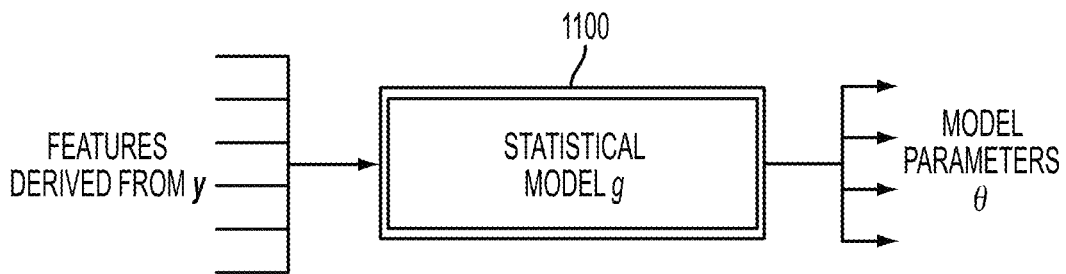 1100
FEATURES
DERIVED FROM y
STATISTICAL
MODEL g
MODEL
PARAMETERS
θ